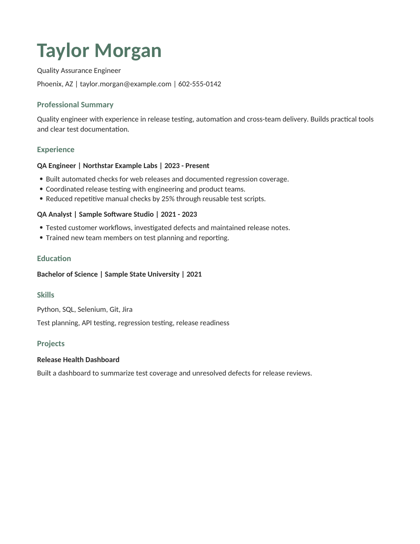 Taylor Morgan
Quality Assurance Engineer
Phoenix, AZ | taylor.morgan@example.com | 602-555-0142
Professional Summary
Quality engineer with experience in release testing, automation and cross-team delivery. Builds practical tools
and clear test documentation.
Experience
QA Engineer | Northstar Example Labs | 2023 - Present
• Built automated checks for web releases and documented regression coverage.
• Coordinated release testing with engineering and product teams.
• Reduced repetitive manual checks by 25% through reusable test scripts.
QA Analyst | Sample Software Studio | 2021 - 2023
• Tested customer workflows, investigated defects and maintained release notes.
• Trained new team members on test planning and reporting.
Education
Bachelor of Science | Sample State University | 2021
Skills
Python, SQL, Selenium, Git, Jira
Test planning, API testing, regression testing, release readiness
Projects
Release Health Dashboard
Built a dashboard to summarize test coverage and unresolved defects for release reviews.